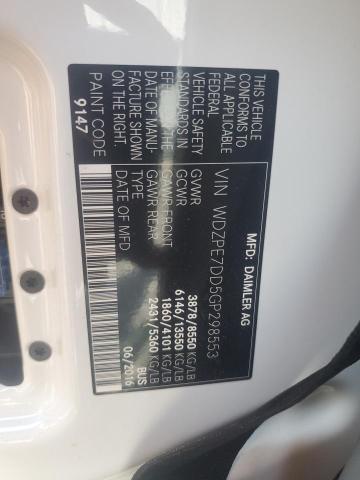 MFD: DAIMLER AG
VIN WDZPE7DD5GP298553
GVWR 3878/8550 KG/LB
GCWR 6146/13550 KG/LB
GAWR FRONT 1860/4101 KG/LB
GAWR REAR 2431/5360 KG/LB
TYPE BUS
DATE OF MFD 06/2016
THIS VEHICLE
CONFORMS TO
ALL APPLICABLE
VEHICLE SAFETY
STANDARDS IN
EFFECT ON THE
DATE OF MANU-
FACTURE SHOWN
ON THE RIGHT.
PAINT CODE
9147